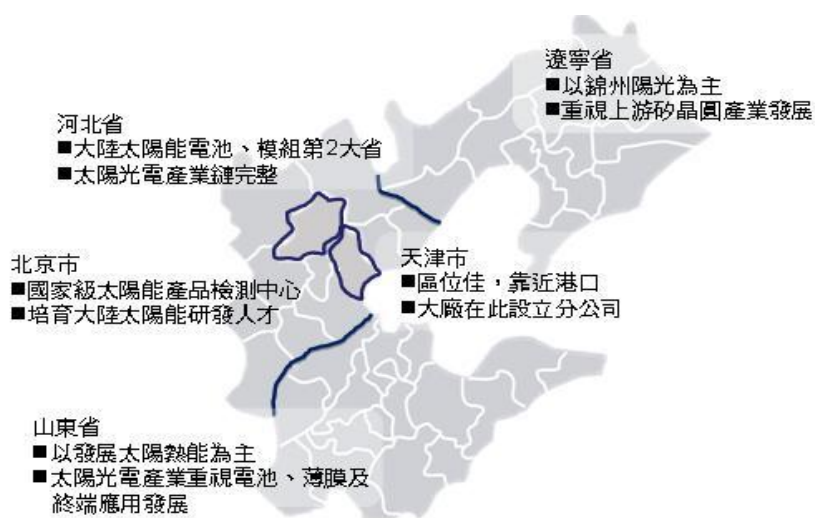 遼寧省
■以錦州陽光為主
■重視上游矽晶圓產業發展
河北省
■大陸太陽能電池、模組第2大省
■太陽光電產業鏈完整
北京市
■國家級太陽能產品檢測中心
■培育大陸太陽能研發人才
天津市
■區位佳，靠近港口
■大廠在此設立分公司
山東省
■以發展太陽熱能為主
■太陽光電產業重視電池、薄膜及
終端應用發展